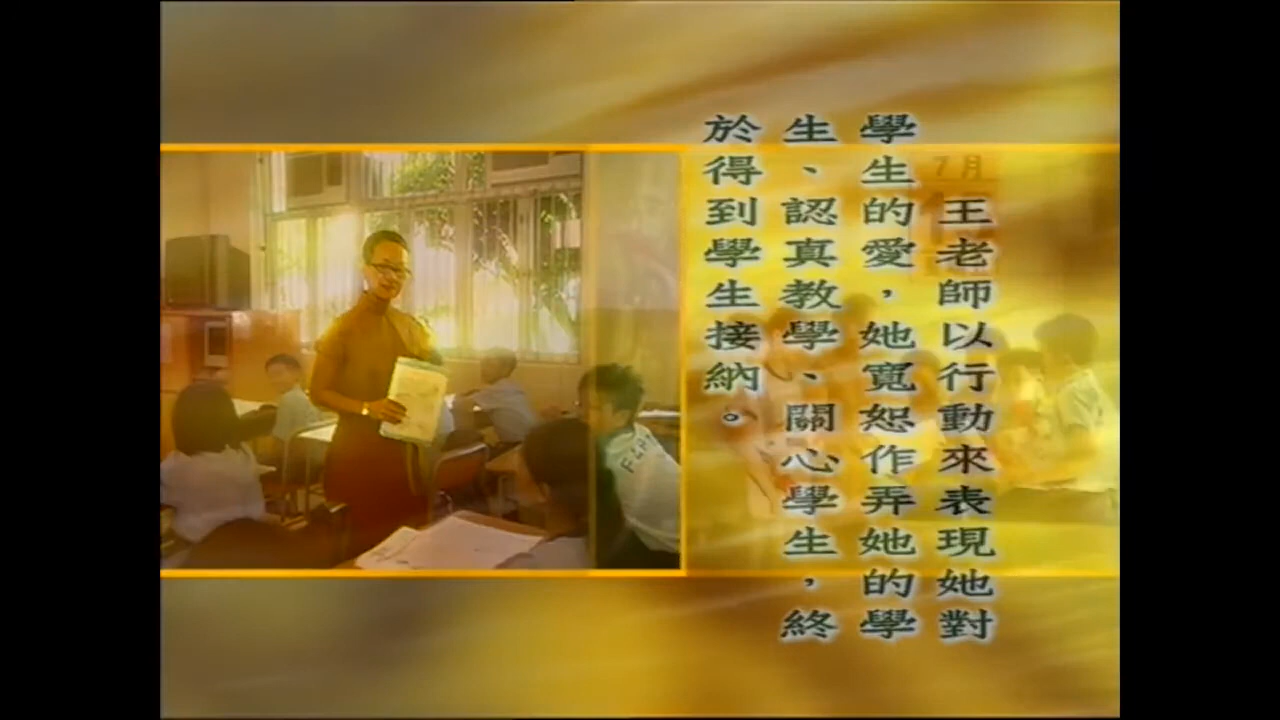 王老師以行動來表現她對
學生的愛，她寬恕作弄她的學
生、認真教學、關心學生，終
於得到學生接納。
7月